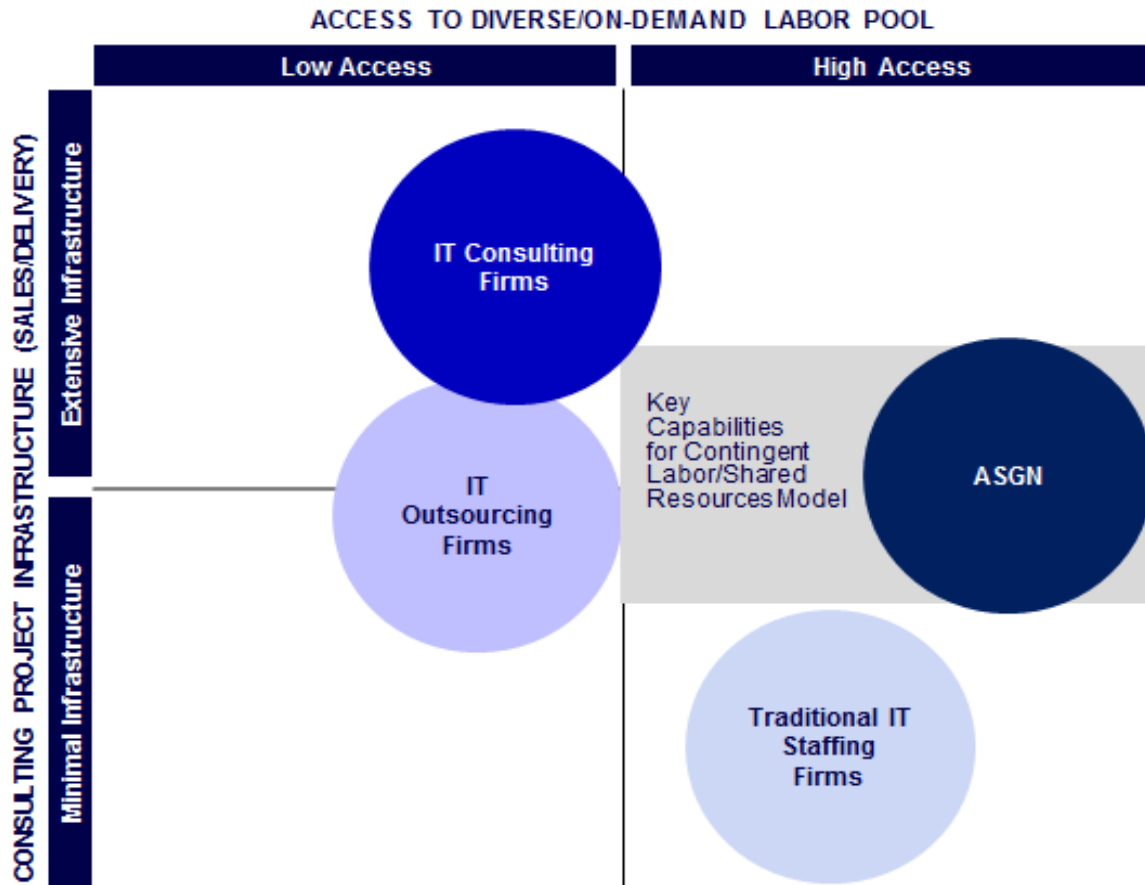 ACCESS TO DIVERSE/ON-DEMAND LABOR POOL
Low Access
High Access
CONSULTING PROJECT INFRASTRUCTURE (SALES/DELIVERY)
Extensive Infrastructure
Minimal Infrastructure
IT Consulting
Firms
IT
Outsourcing
Firms
Key
Capabilities
for Contingent
Labor/Shared
Resources Model
ASGN
Traditional IT
Staffing
Firms